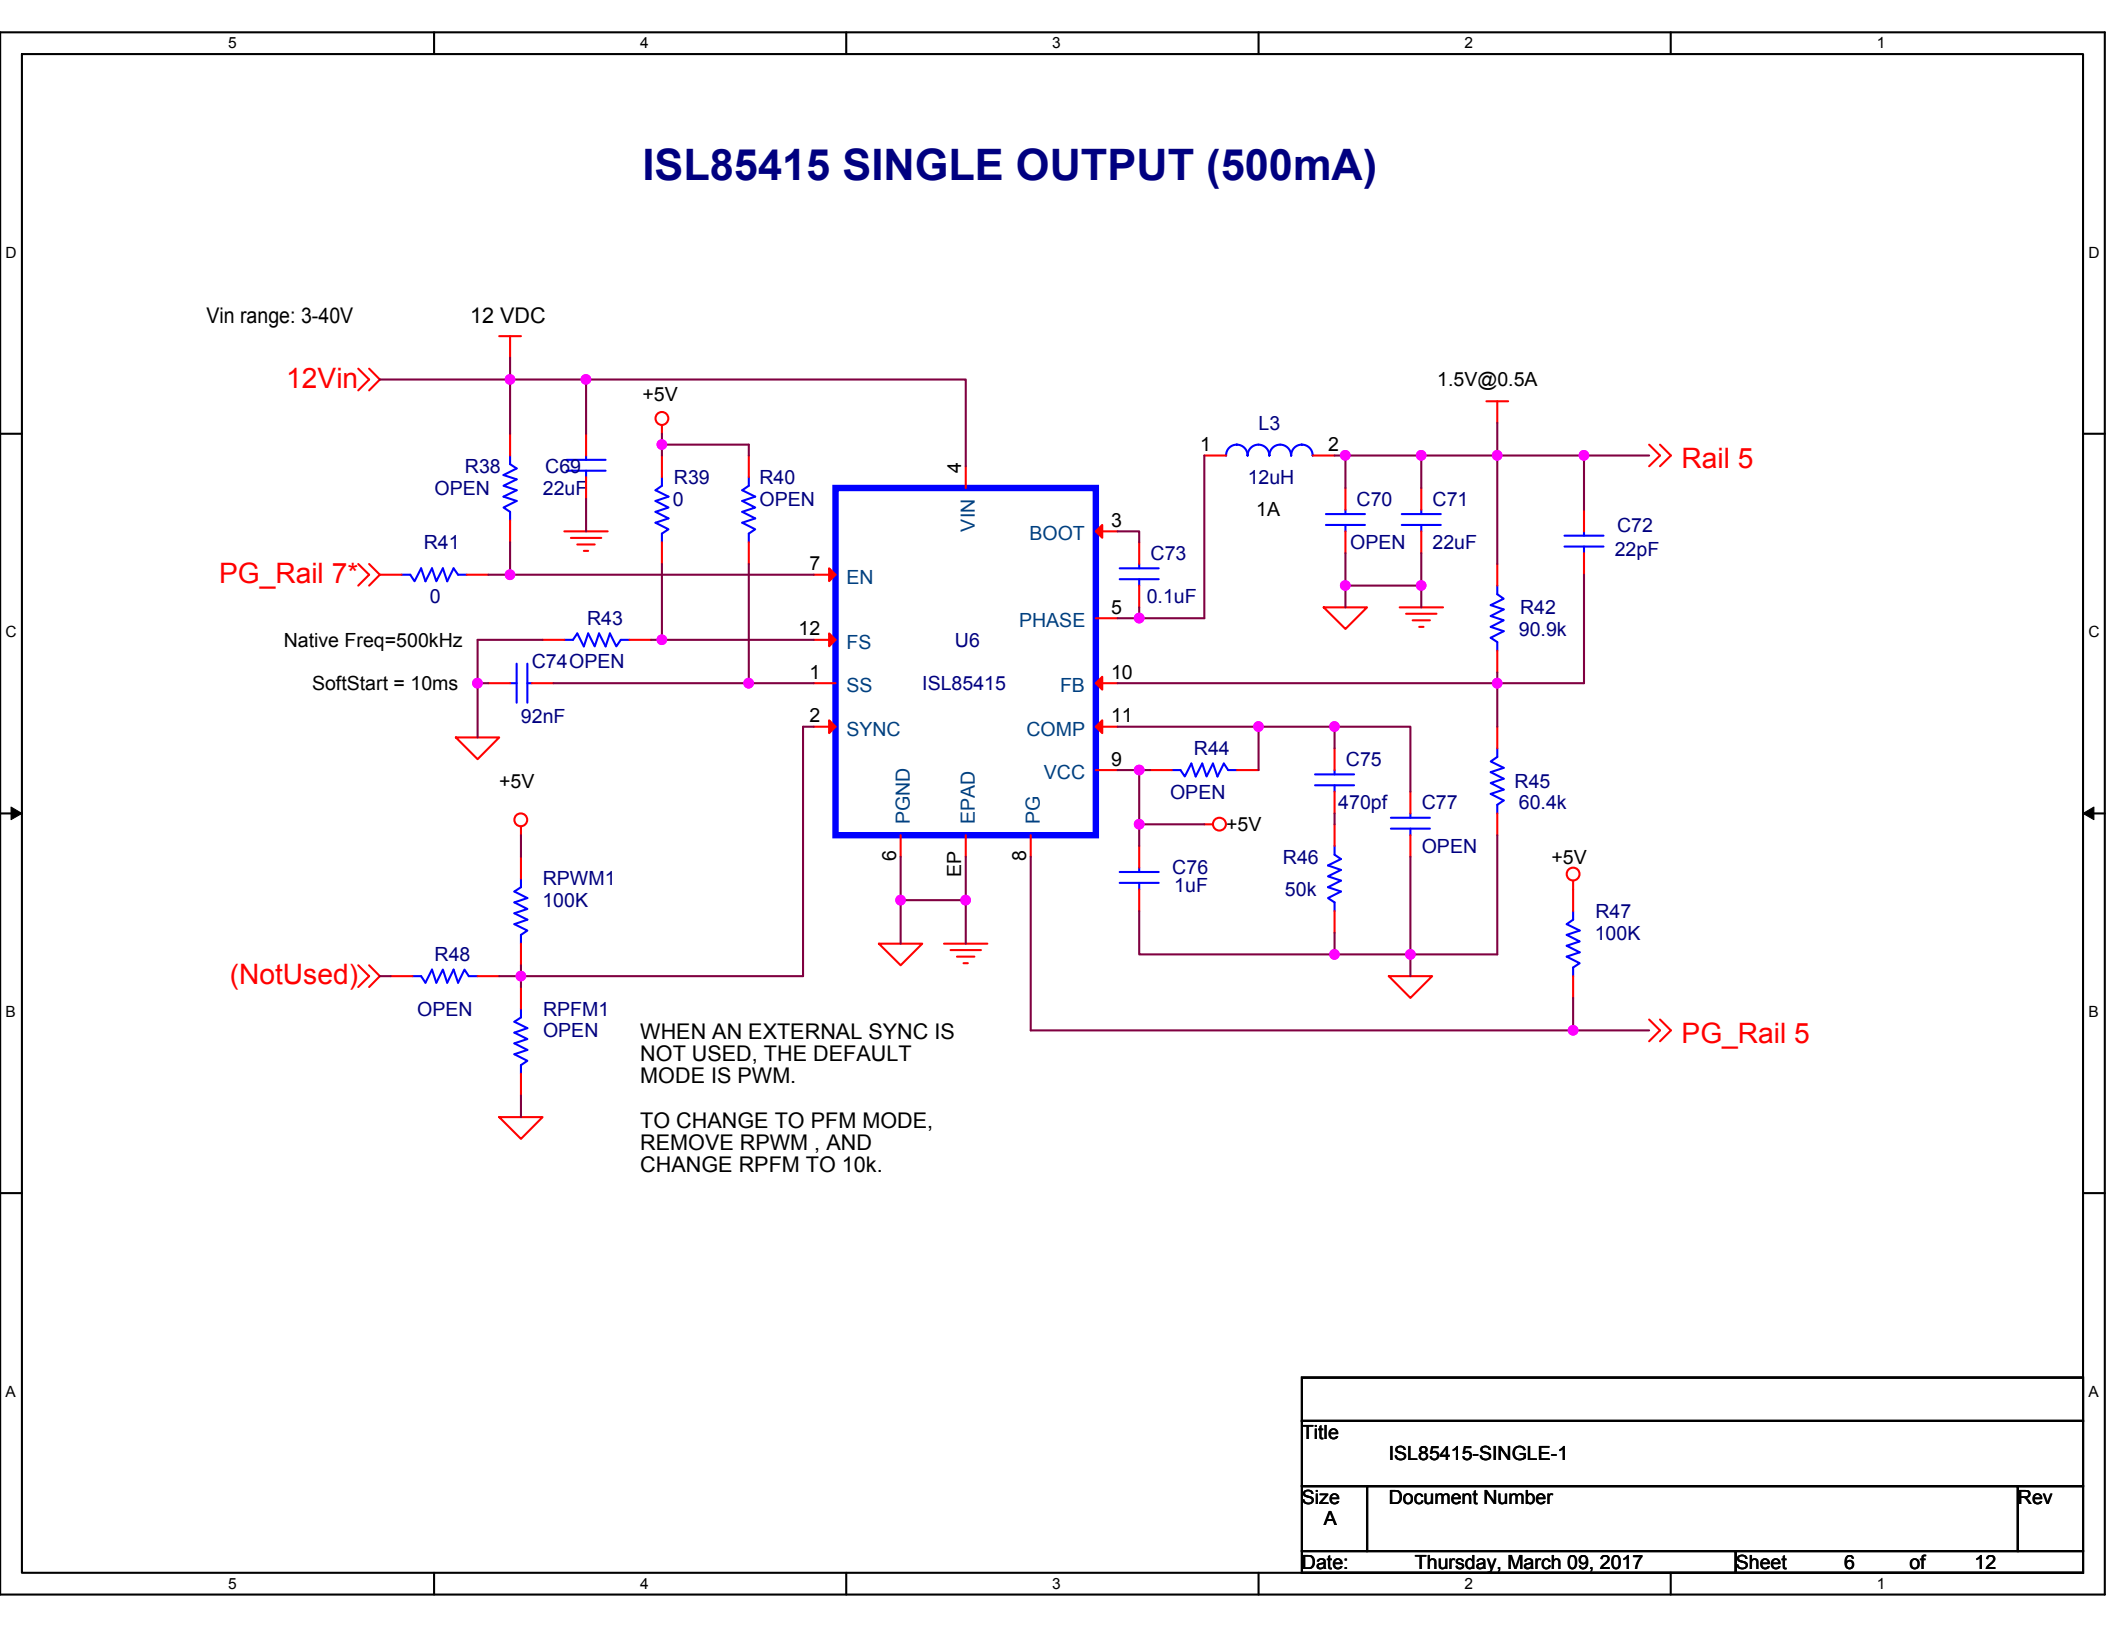 5 4 3 2 1
ISL85415 SINGLE OUTPUT (500mA)
D D
Vin range: 3-40V
12 VDC
12Vin
+5V
1.5V@0.5A
L3
1 2
12uH
1A
Rail 5
R38
OPEN
C69
22uF
R39
0
R40
OPEN
4
VIN
BOOT
3
C73
0.1uF
C70
OPEN
C71
22uF
C72
22pF
R41
0
PG_Rail 7*
7
EN
PHASE
5
R42
90.9k
C C
Native Freq=500kHz
R43
OPEN
12
FS
U6
ISL85415
SoftStart = 10ms
C74
92nF
1
SS
FB
10
2
SYNC
COMP
11
VCC
9
R44
OPEN
C75
470pf
C77
OPEN
R45
60.4k
+5V
PGND
EPAD
PG
+5V
6
EP
8
C76
1uF
R46
50k
+5V
RPWM1
100K
R47
100K
(NotUsed)
R48
OPEN
RPFM1
OPEN
B B
WHEN AN EXTERNAL SYNC IS
NOT USED, THE DEFAULT
MODE IS PWM.
TO CHANGE TO PFM MODE,
REMOVE RPWM , AND
CHANGE RPFM TO 10k.
PG_Rail 5
A A
Title
ISL85415-SINGLE-1
Size
A
Document Number
Rev
Date: Thursday, March 09, 2017 Sheet 6 of 12
5 4 3 2 1